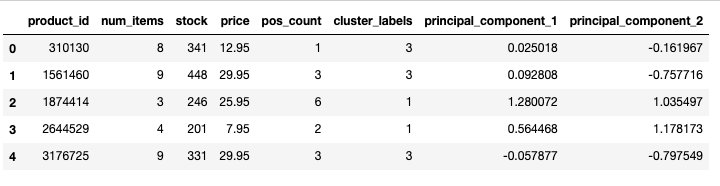 product_id num_items stock price pos_count cluster_labels principal_component_1 principal_component_2
0 310130 8 341 12.95 1 3 0.025018 -0.161967
1 1561460 9 448 29.95 3 3 0.092808 -0.757716
2 1874414 3 246 25.95 6 1 1.280072 1.035497
3 2644529 4 201 7.95 2 1 0.564468 1.178173
4 3176725 9 331 29.95 3 3 -0.057877 -0.797549